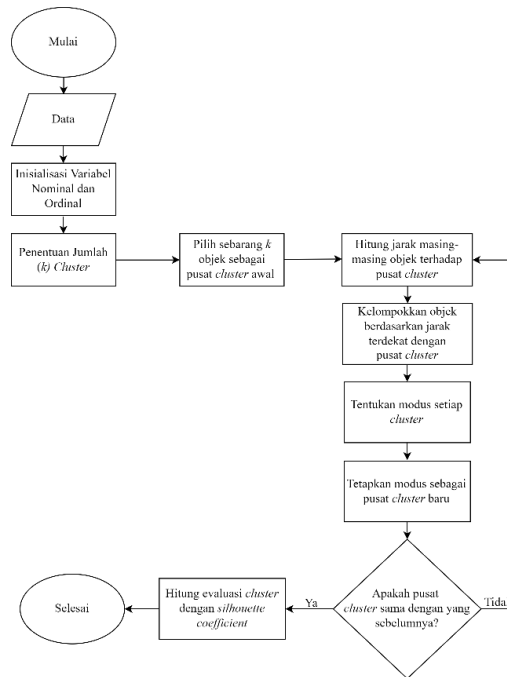 Mulai
Data
Inisialisasi Variabel
Nominal dan
Ordinal
Penentuan Jumlah
(k) Cluster
Pilih sebarang k
objek sebagai
pusat cluster awal
Hitung jarak masing-
masing objek terhadap
pusat cluster
Kelompokkan objek
berdasarkan jarak
terdekat dengan
pusat cluster
Tentukan modus setiap
cluster
Tetapkan modus sebagai
pusat cluster baru
Apakah pusat
cluster sama dengan yang
sebelumnya?
Tida
Ya
Hitung evaluasi cluster
dengan silhouette
coefficient
Selesai